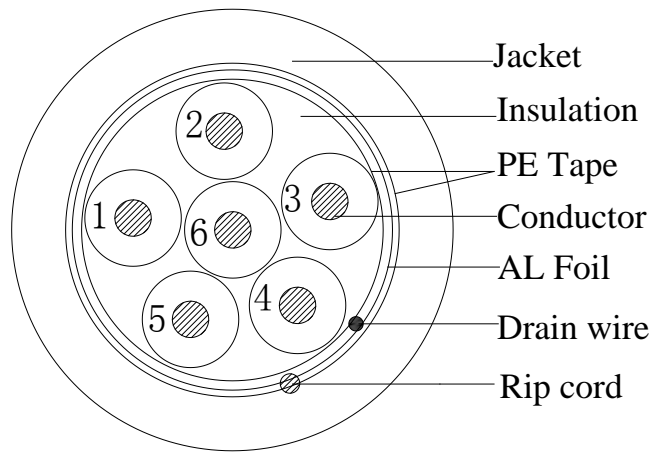 Jacket
2
Insulation
PE Tape
3
1
Conductor
6
AL Foil
4
5
Drain wire
Rip cord